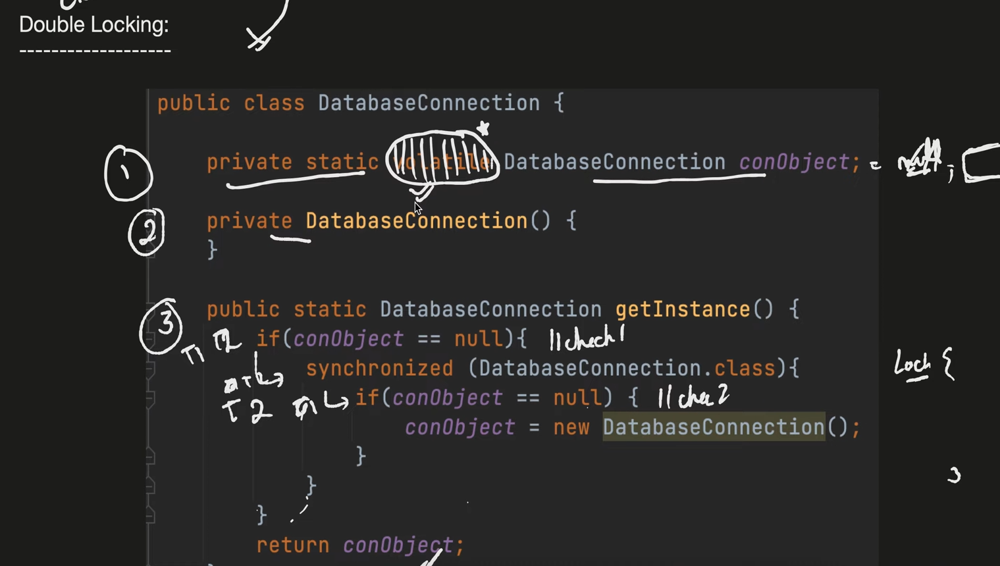 Double Locking:
-------------------
public class DatabaseConnection {
1 private static volatile DatabaseConnection conObject; = null;
2 private DatabaseConnection() {
}
3 public static DatabaseConnection getInstance() {
T1 T2 if(conObject == null){ //check1
synchronized (DatabaseConnection.class){ Lock {
T2 if(conObject == null) {
conObject = new DatabaseConnection();
}
}
}
return conObject;